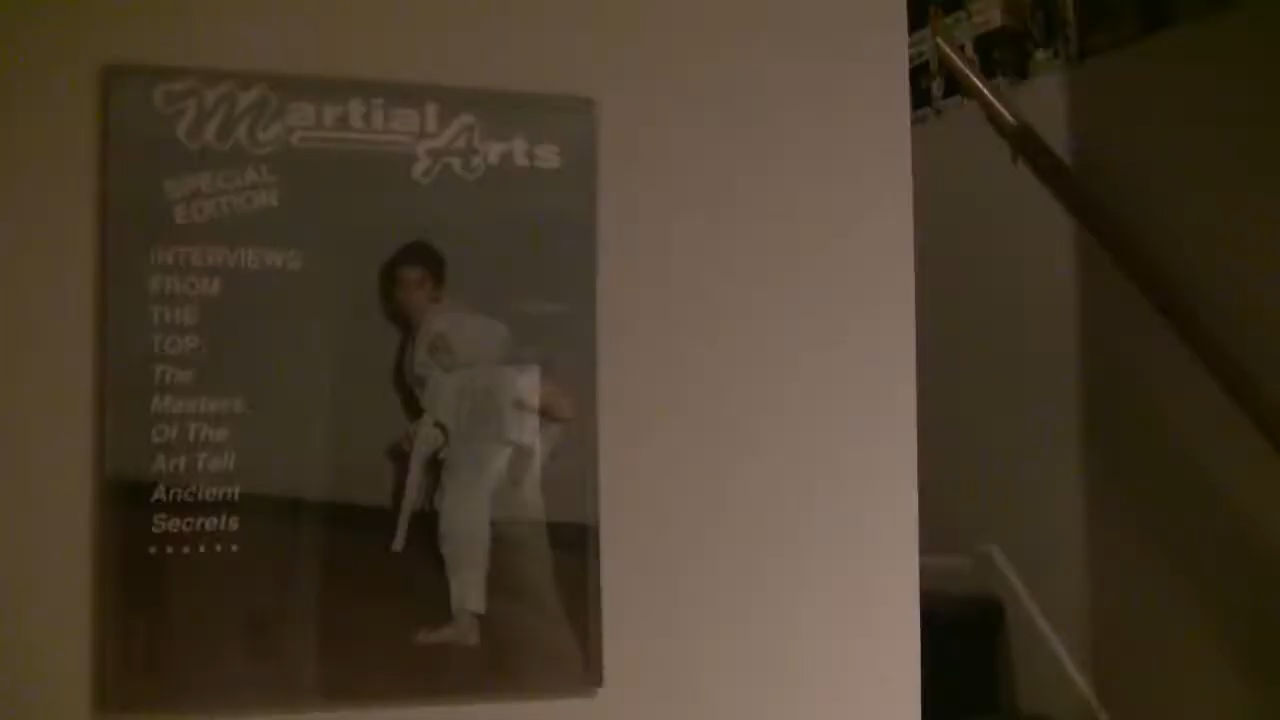 Martial Arts
SPECIAL
EDITION
INTERVIEWS
FROM
THE
TOP:
The
Masters
Of The
Art Tell
Ancient
Secrets